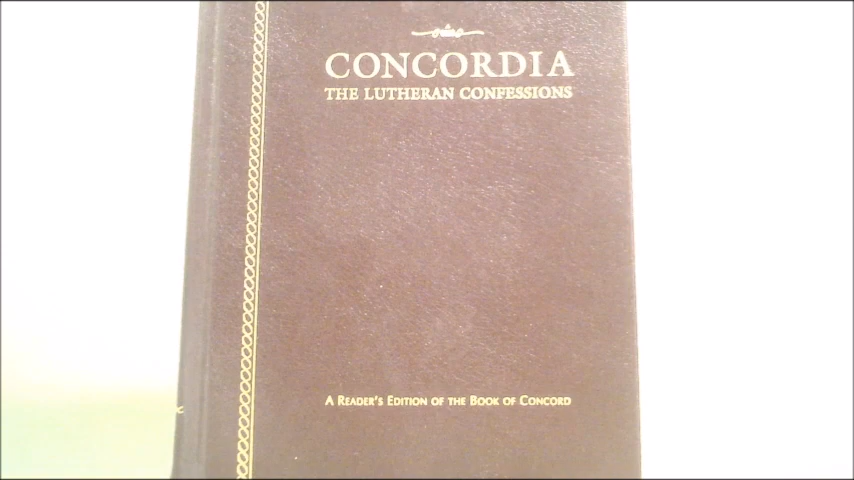 CONCORDIA
THE LUTHERAN CONFESSIONS
A READER'S EDITION OF THE BOOK OF CONCORD